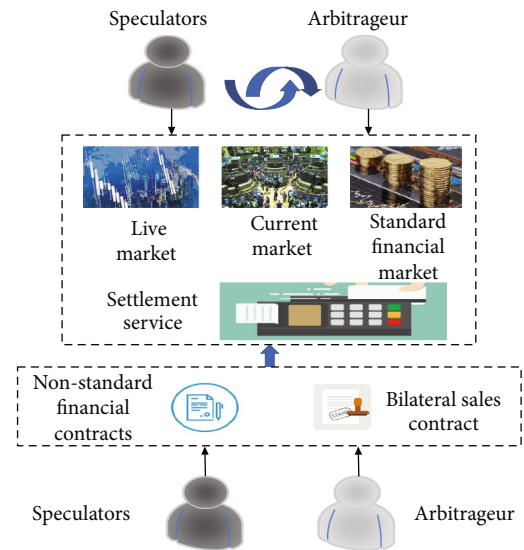 Speculators
Arbitrageur
Live
market
Current
market
Standard
financial
market
Settlement
service
Non-standard
financial
contracts
STAMP
Bilateral sales
contract
Speculators
Arbitrageur